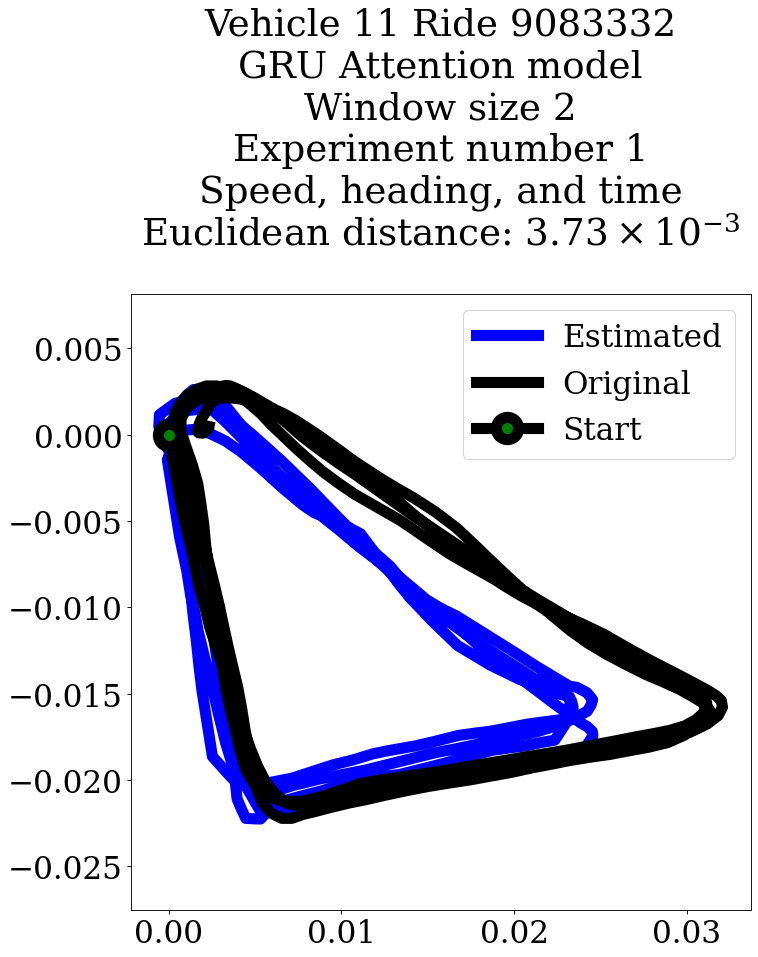 Vehicle 11 Ride 9083332
GRU Attention model
Window size 2
Experiment number 1
Speed, heading, and time
Euclidean distance: 3.73 × 10⁻³
Estimated
Original
Start
0.005
0.000
−0.005
−0.010
−0.015
−0.020
−0.025
0.00 0.01 0.02 0.03